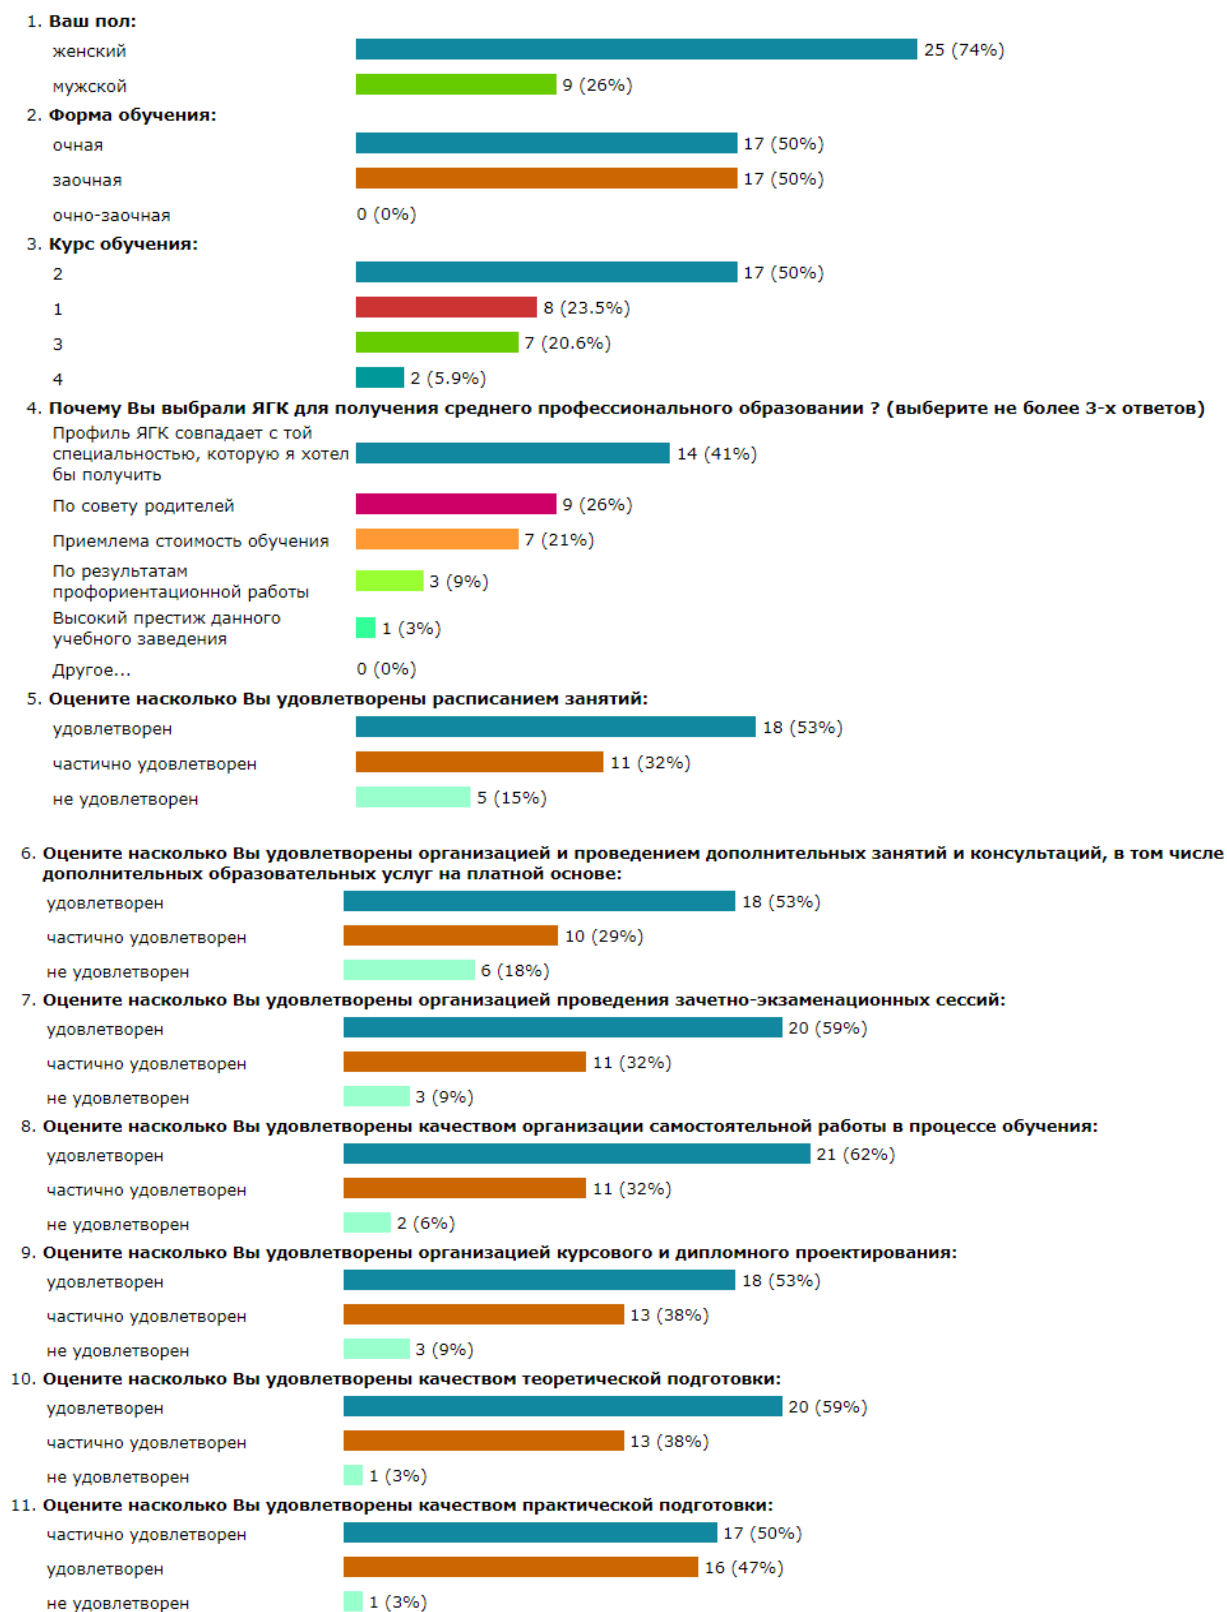 1. Ваш пол:
женский 25 (74%)
мужской 9 (26%)
2. Форма обучения:
очная 17 (50%)
заочная 17 (50%)
очно-заочная 0 (0%)
3. Курс обучения:
2 17 (50%)
1 8 (23.5%)
3 7 (20.6%)
4 2 (5.9%)
4. Почему Вы выбрали ЯГК для получения среднего профессионального образовании ? (выберите не более 3-х ответов)
Профиль ЯГК совпадает с той
специальностью, которую я хотел 14 (41%)
бы получить
По совету родителей 9 (26%)
Приемлема стоимость обучения 7 (21%)
По результатам
профориентационной работы 3 (9%)
Высокий престиж данного
учебного заведения 1 (3%)
Другое... 0 (0%)
5. Оцените насколько Вы удовлетворены расписанием занятий:
удовлетворен 18 (53%)
частично удовлетворен 11 (32%)
не удовлетворен 5 (15%)
6. Оцените насколько Вы удовлетворены организацией и проведением дополнительных занятий и консультаций, в том числе
дополнительных образовательных услуг на платной основе:
удовлетворен 18 (53%)
частично удовлетворен 10 (29%)
не удовлетворен 6 (18%)
7. Оцените насколько Вы удовлетворены организацией проведения зачетно-экзаменационных сессий:
удовлетворен 20 (59%)
частично удовлетворен 11 (32%)
не удовлетворен 3 (9%)
8. Оцените насколько Вы удовлетворены качеством организации самостоятельной работы в процессе обучения:
удовлетворен 21 (62%)
частично удовлетворен 11 (32%)
не удовлетворен 2 (6%)
9. Оцените насколько Вы удовлетворены организацией курсового и дипломного проектирования:
удовлетворен 18 (53%)
частично удовлетворен 13 (38%)
не удовлетворен 3 (9%)
10. Оцените насколько Вы удовлетворены качеством теоретической подготовки:
удовлетворен 20 (59%)
частично удовлетворен 13 (38%)
не удовлетворен 1 (3%)
11. Оцените насколько Вы удовлетворены качеством практической подготовки:
частично удовлетворен 17 (50%)
удовлетворен 16 (47%)
не удовлетворен 1 (3%)